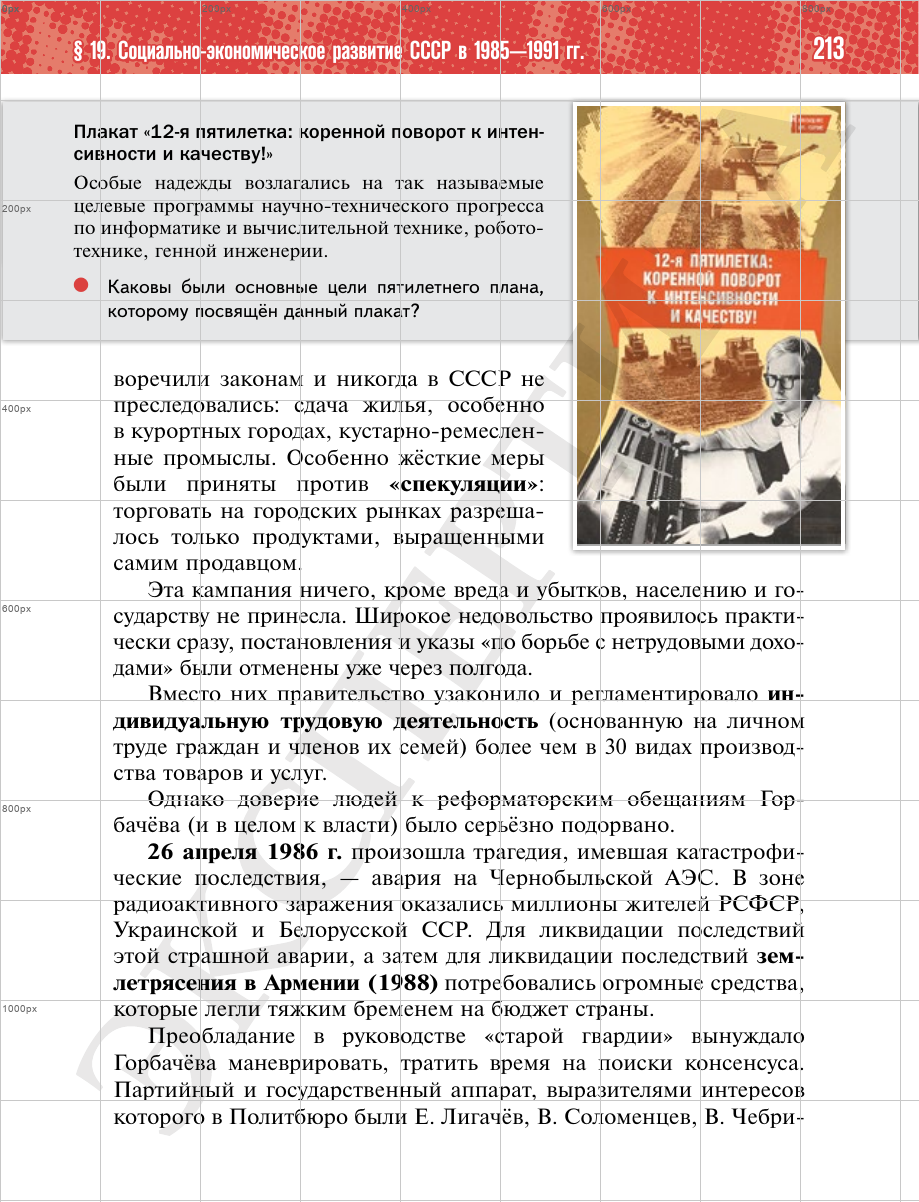 § 19. Социально-экономическое развитие СССР в 1985—1991 гг.
213
Плакат «12-я пятилетка: коренной поворот к интен-
сивности и качеству!»
Особые надежды возлагались на так называемые
целевые программы научно-технического прогресса
по информатике и вычислительной технике, робото-
технике, генной инженерии.
Каковы были основные цели пятилетнего плана,
которому посвящён данный плакат?
12-я ПЯТИЛЕТКА:
КОРЕННОЙ ПОВОРОТ
К ИНТЕНСИВНОСТИ
И КАЧЕСТВУ!
воречили законам и никогда в СССР не
преследовались: сдача жилья, особенно
в курортных городах, кустарно-ремеслен-
ные промыслы. Особенно жёсткие меры
были приняты против «спекуляции»:
торговать на городских рынках разреша-
лось только продуктами, выращенными
самим продавцом.
Эта кампания ничего, кроме вреда и убытков, населению и го-
сударству не принесла. Широкое недовольство проявилось практи-
чески сразу, постановления и указы «по борьбе с нетрудовыми дохо-
дами» были отменены уже через полгода.
Вместо них правительство узаконило и регламентировало ин-
дивидуальную трудовую деятельность (основанную на личном
труде граждан и членов их семей) более чем в 30 видах производ-
ства товаров и услуг.
Однако доверие людей к реформаторским обещаниям Гор-
бачёва (и в целом к власти) было серьёзно подорвано.
26 апреля 1986 г. произошла трагедия, имевшая катастрофи-
ческие последствия, — авария на Чернобыльской АЭС. В зоне
радиоактивного заражения оказались миллионы жителей РСФСР,
Украинской и Белорусской ССР. Для ликвидации последствий
этой страшной аварии, а затем для ликвидации последствий зем-
летрясения в Армении (1988) потребовались огромные средства,
которые легли тяжким бременем на бюджет страны.
Преобладание в руководстве «старой гвардии» вынуждало
Горбачёва маневрировать, тратить время на поиски консенсуса.
Партийный и государственный аппарат, выразителями интересов
которого в Политбюро были Е. Лигачёв, В. Соломенцев, В. Чебри-
200px
400px
600px
800px
1000px